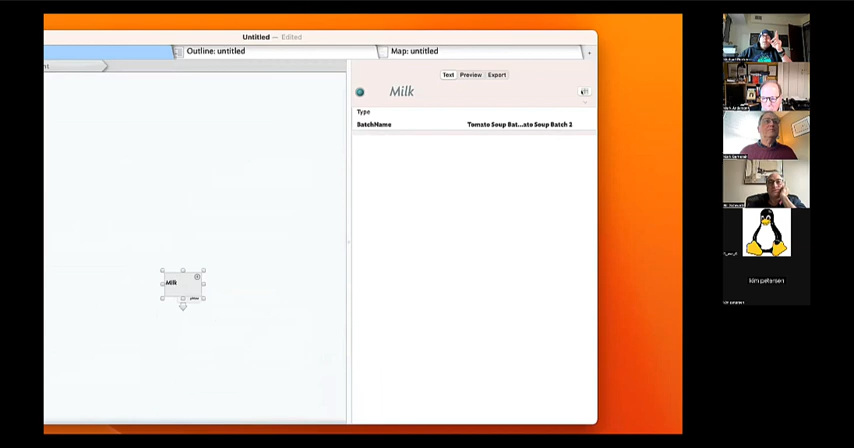 Untitled — Edited
Outline: untitled
Map: untitled
+
nt
Text Preview Export
Milk
Type
BatchName
Tomato Soup Bat...ato Soup Batch 2
Milk
kim petersen